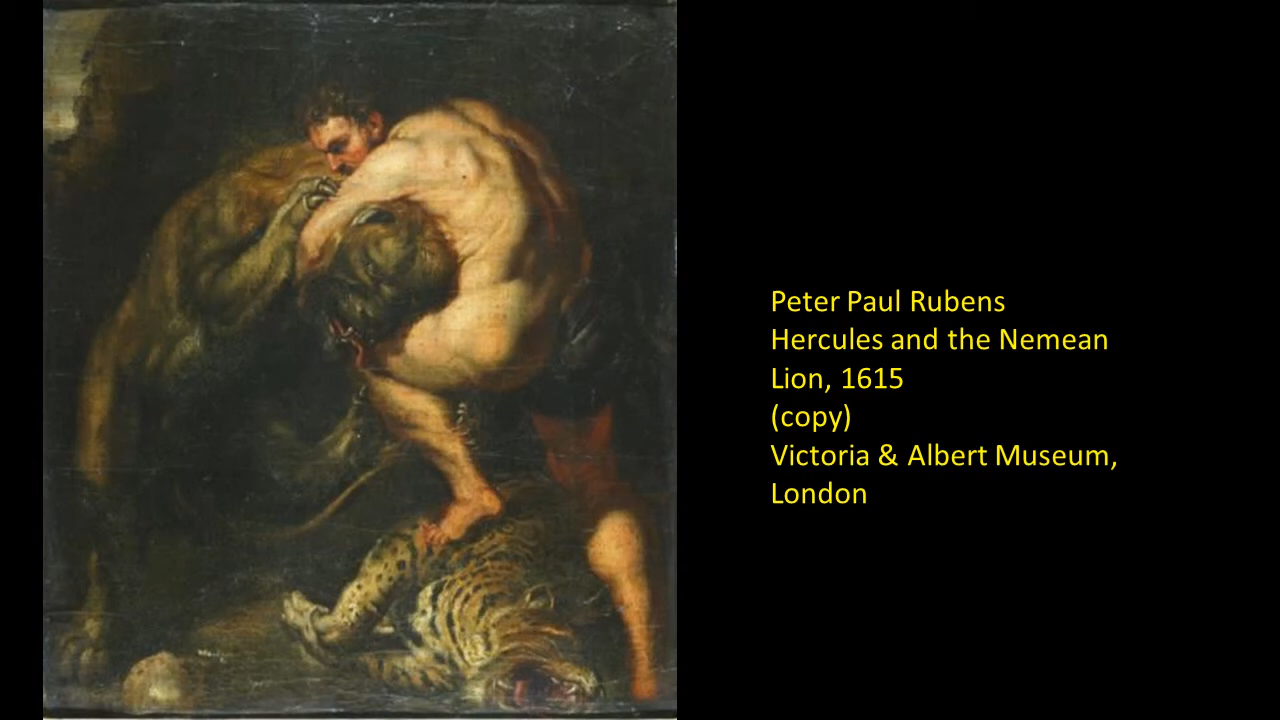 Peter Paul Rubens
Hercules and the Nemean
Lion, 1615
(copy)
Victoria & Albert Museum,
London